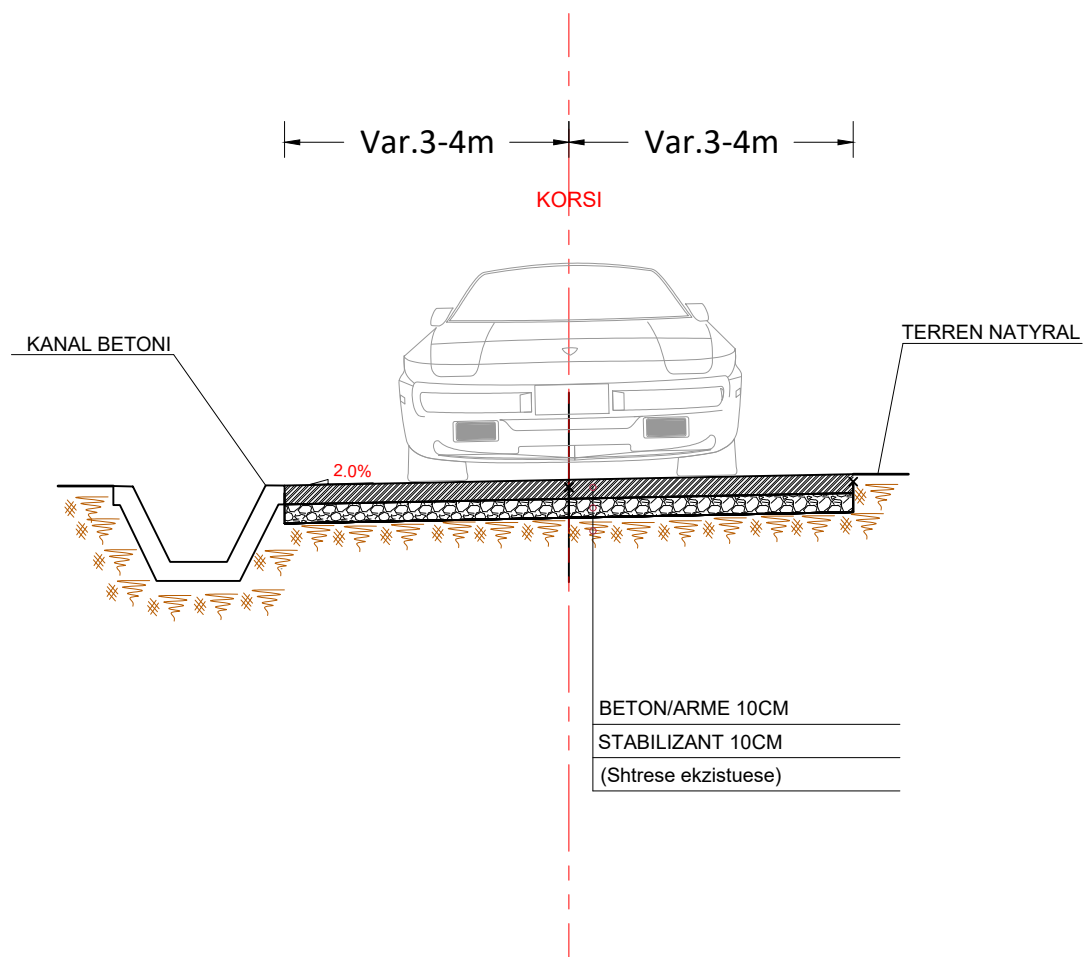 Var.3-4m Var.3-4m
KORSI
KANAL BETONI
TERREN NATYRAL
2.0%
BETON/ARME 10CM
STABILIZANT 10CM
(Shtrese ekzistuese)